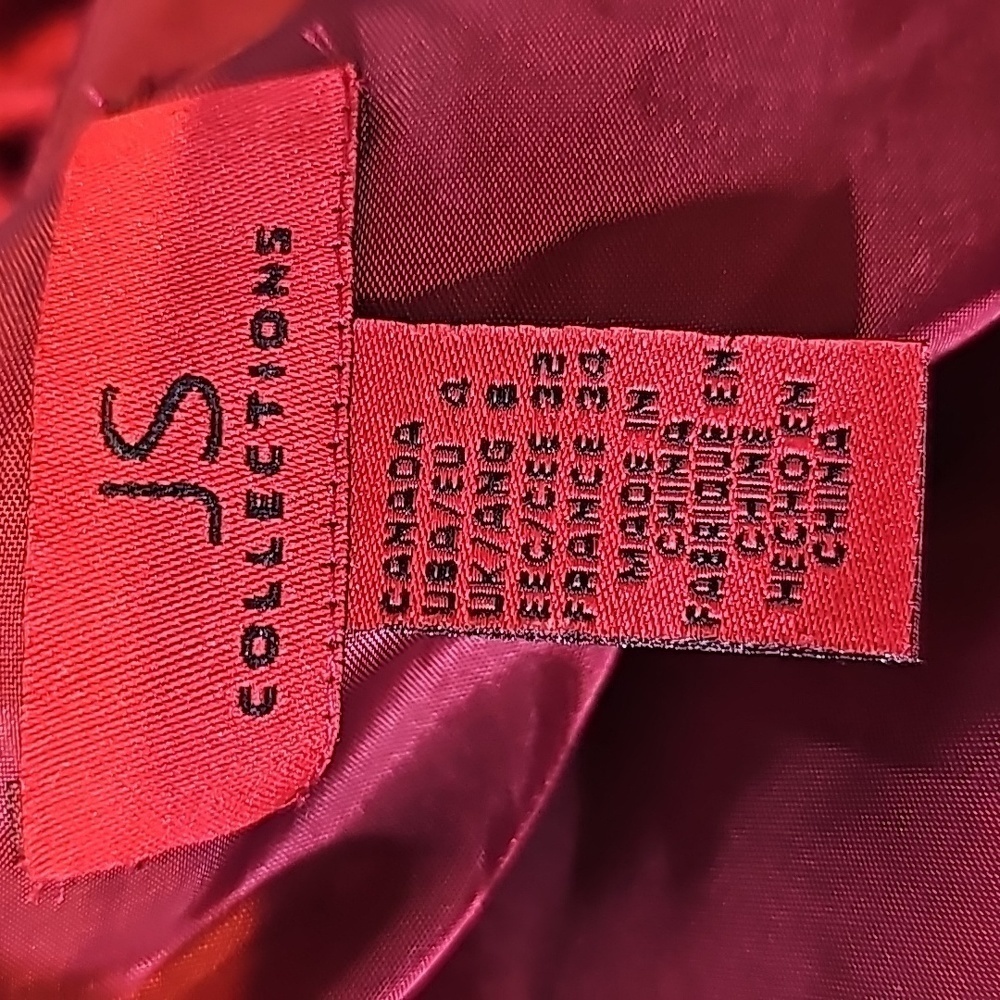 JS
COLLECTIONS
CANADA
USA/EU 4
UK/ANG 8
EEC/CEE 32
FRANCE 34
MADE IN
CHINA
FABRIQUE EN
CHINE
HECHO EN
CHINA